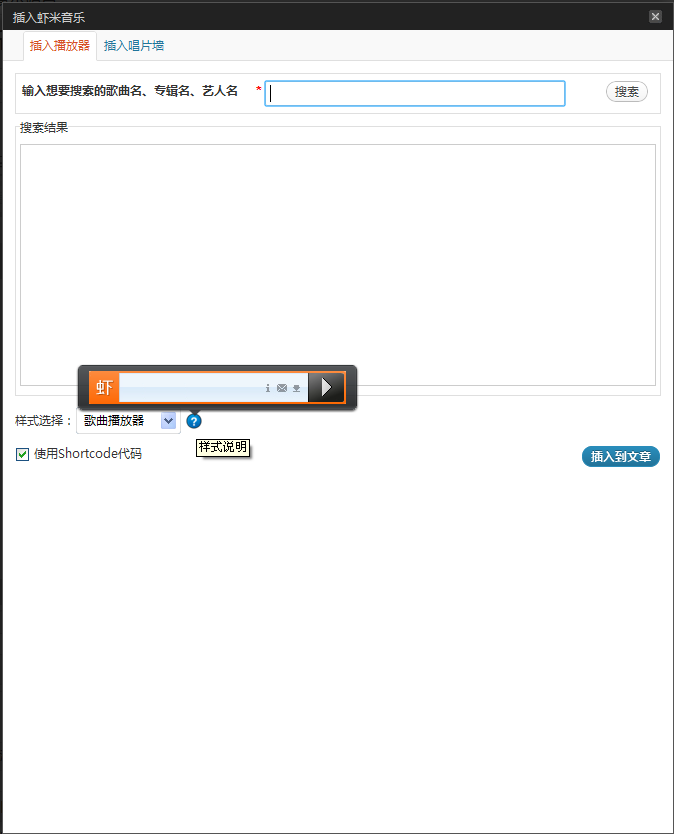 插入虾米音乐
插入播放器 插入唱片墙
输入想要搜索的歌曲名、专辑名、艺人名 * 搜索
搜索结果
虾
样式选择： 歌曲播放器 ?
样式说明
使用Shortcode代码 插入到文章